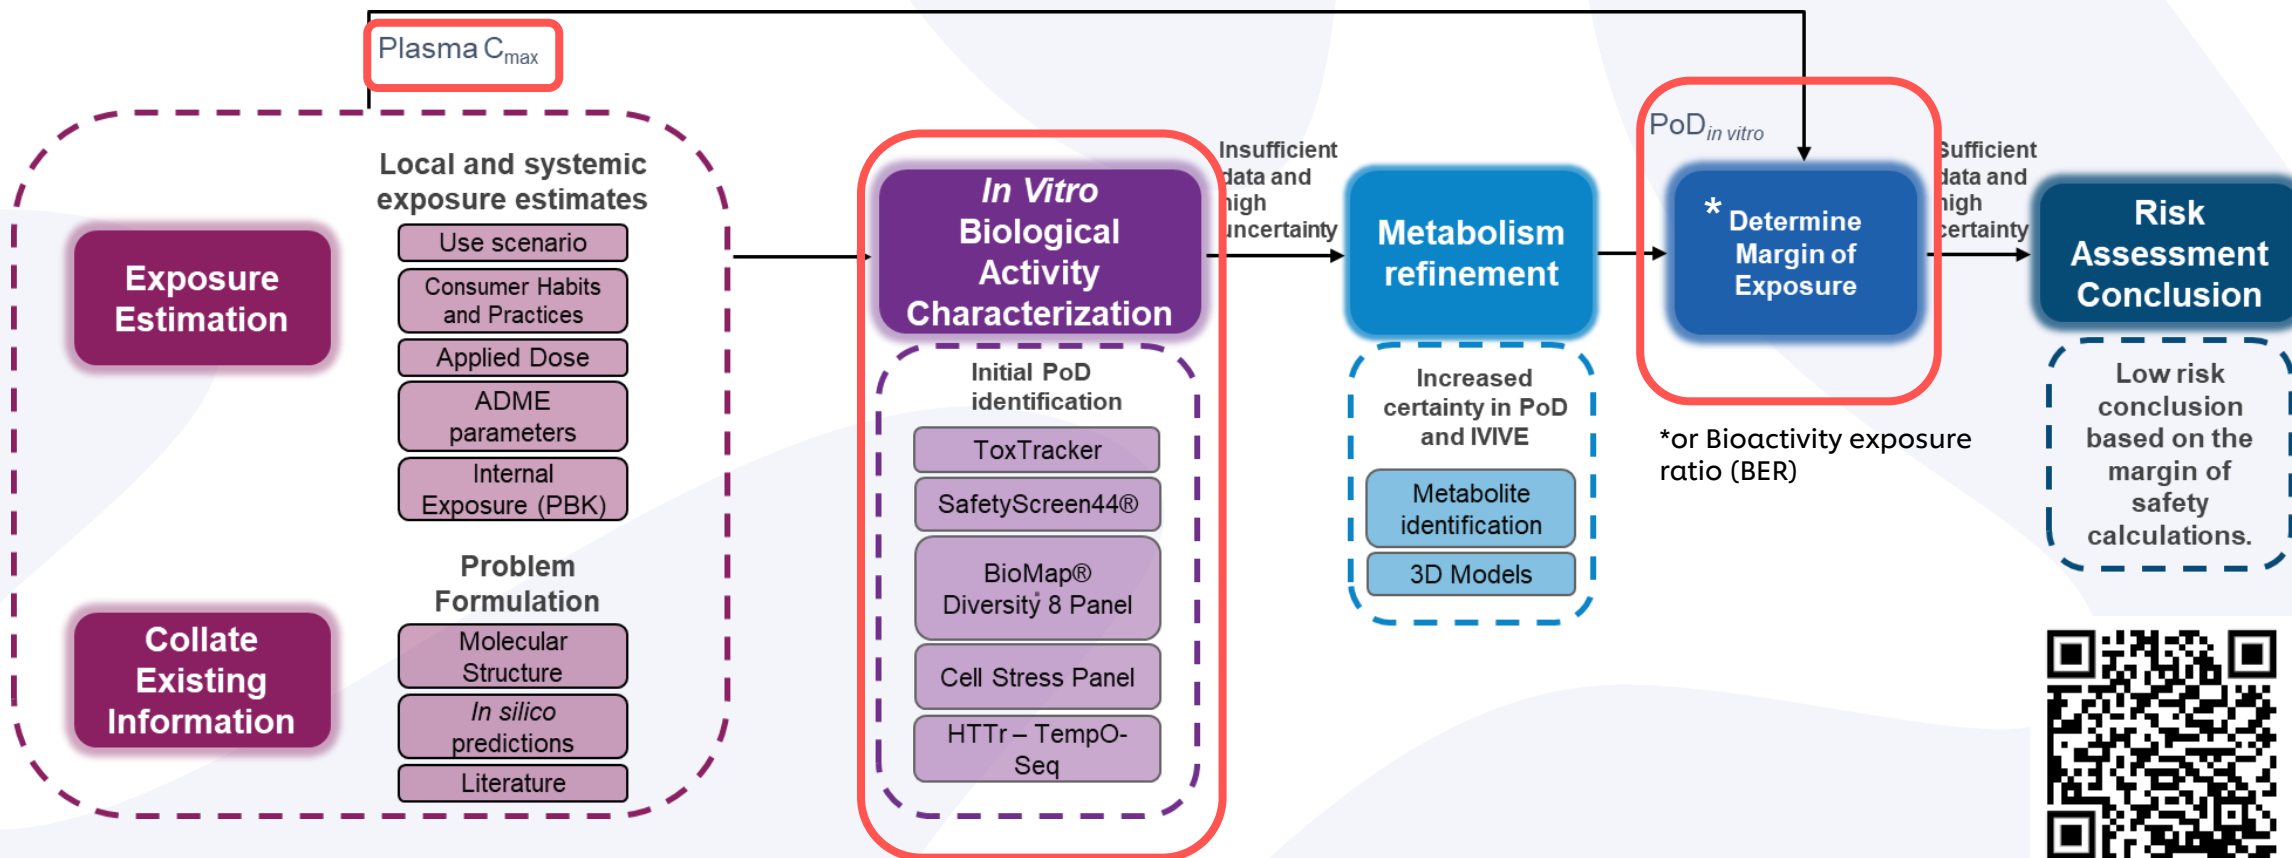 Plasma Cmax
Local and systemic
exposure estimates
Exposure
Estimation
Use scenario
Consumer Habits
and Practices
Applied Dose
ADME
parameters
Internal
Exposure (PBK)
Problem
Formulation
Collate
Existing
Information
Molecular
Structure
In silico
predictions
Literature
In Vitro
Biological
Activity
Characterization
Initial PoD
identification
ToxTracker
SafetyScreen44®
BioMap®
Diversity 8 Panel
Cell Stress Panel
HTTr – TempO-
Seq
Insufficient
data and
high
uncertainty
Metabolism
refinement
Increased
certainty in PoD
and IVIVE
Metabolite
identification
3D Models
PoDin vitro
* Determine
Margin of
Exposure
*or Bioactivity exposure
ratio (BER)
Sufficient
data and
high
certainty
Risk
Assessment
Conclusion
Low risk
conclusion
based on the
margin of
safety
calculations.